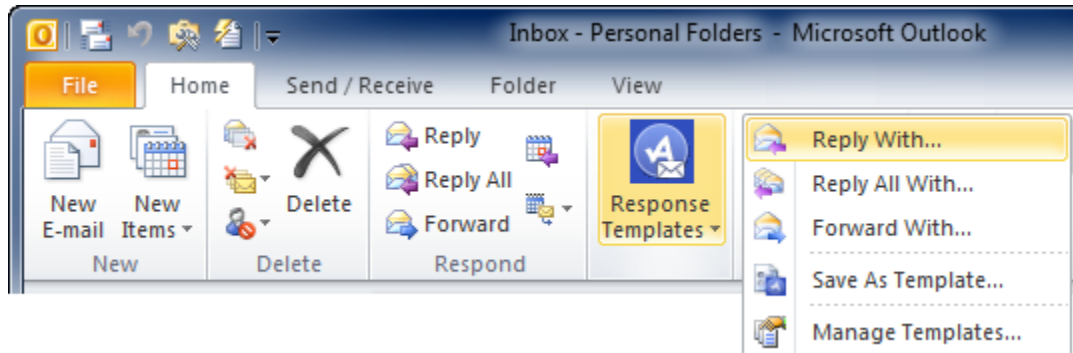 Inbox - Personal Folders - Microsoft Outlook
File Home Send / Receive Folder View
New E-mail
New Items
Delete
Reply
Reply All
Forward
Response Templates
New Delete Respond
Reply With...
Reply All With...
Forward With...
Save As Template...
Manage Templates...